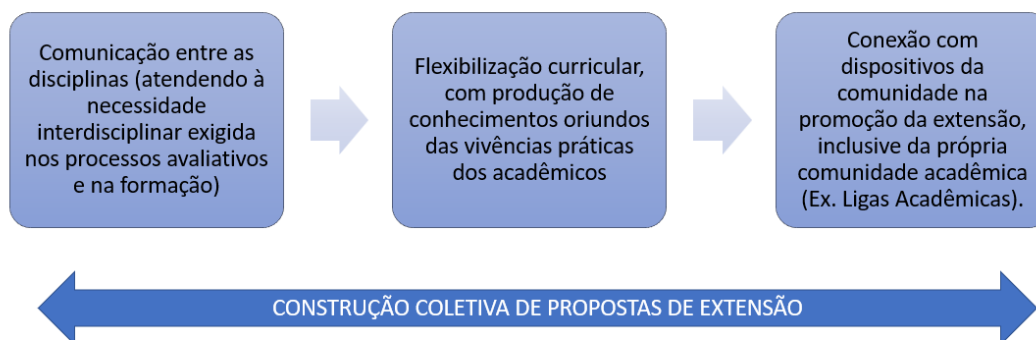 Comunicação entre as
disciplinas (atendendo à
necessidade
interdisciplinar exigida
nos processos avaliativos
e na formação)
Flexibilização curricular,
com produção de
conhecimentos oriundos
das vivências práticas
dos acadêmicos
Conexão com
dispositivos da
comunidade na
promoção da extensão,
inclusive da própria
comunidade acadêmica
(Ex. Ligas Acadêmicas).
CONSTRUÇÃO COLETIVA DE PROPOSTAS DE EXTENSÃO